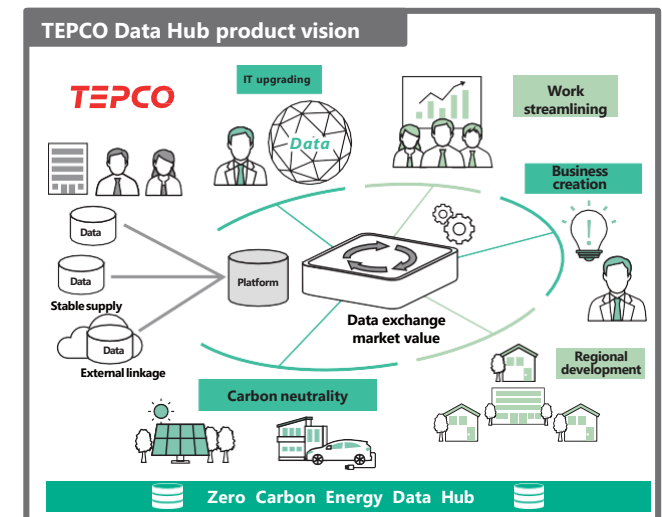 TEPCO Data Hub product vision
TEPCO
IT upgrading
Data
Work
streamlining
Business
creation
Data
Data
Stable supply
Data
External linkage
Platform
Data exchange
market value
Regional
development
Carbon neutrality
Zero Carbon Energy Data Hub